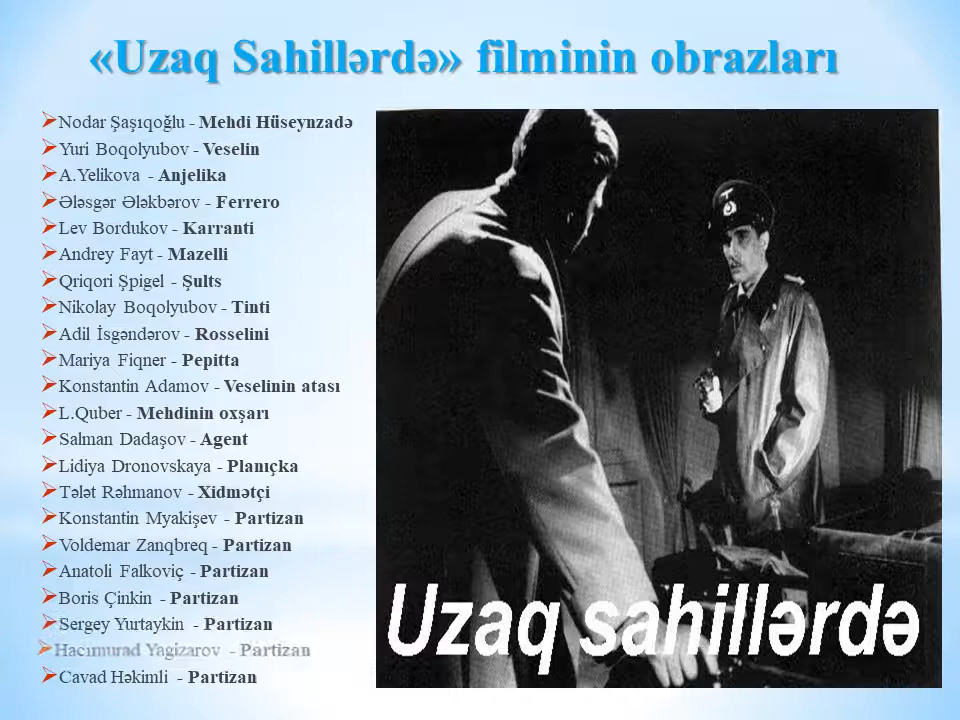 «Uzaq Sahillərdə» filminin obrazları
Nodar Şaşıqoğlu - Mehdi Hüseynzadə
Yuri Boqolyubov - Veselin
A.Yelikova - Anjelika
Ələsgər Ələkbərov - Ferrero
Lev Bordukov - Karranti
Andrey Fayt - Mazelli
Qriqori Şpigel - Şults
Nikolay Boqolyubov - Tinti
Adil İsgəndərov - Rosselini
Mariya Fiqner - Pepitta
Konstantin Adamov - Veselinin atası
L.Quber - Mehdinin oxşarı
Salman Dadaşov - Agent
Lidiya Dronovskaya - Planıçka
Tələt Rəhmanov - Xidmətçi
Konstantin Myakişev - Partizan
Voldemar Zanqbreq - Partizan
Anatoli Falkoviç - Partizan
Boris Çinkin - Partizan
Sergey Yurtaykin - Partizan
Hacımurad Yagizarov - Partizan
Cavad Həkimli - Partizan
Uzaq sahillərdə